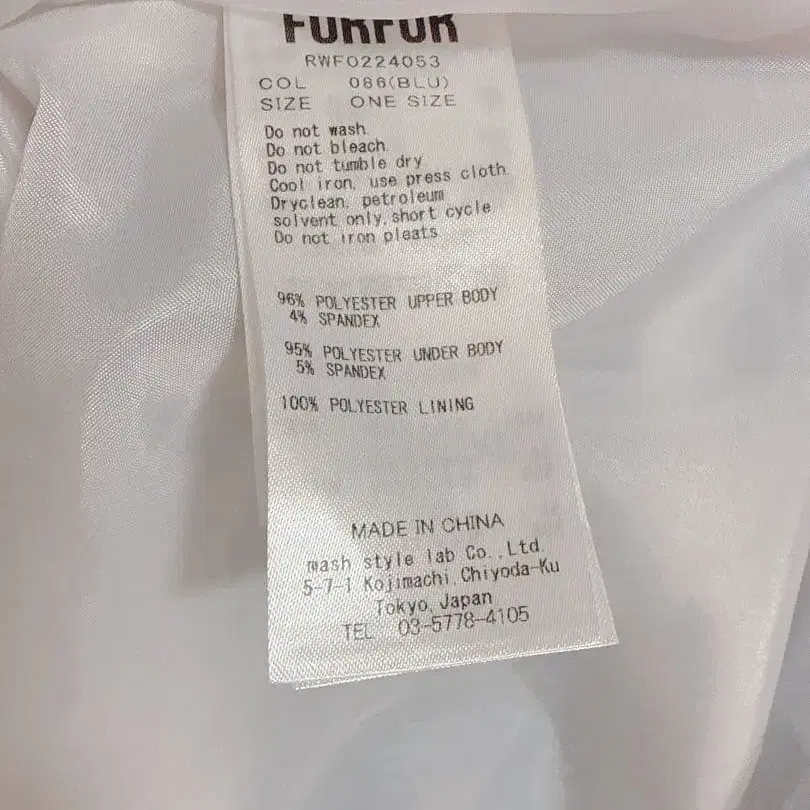 FURFUR
RWFO224053
COL 086(BLU)
SIZE ONE SIZE
Do not wash.
Do not bleach.
Do not tumble dry
Cool iron, use press cloth.
Dryclean, petroleum
solvent only,short cycle.
Do not iron pleats.
96% POLYESTER UPPER BODY
4% SPANDEX
95% POLYESTER UNDER BODY
5% SPANDEX
100% POLYESTER LINING
MADE IN CHINA
mash style lab Co.,Ltd.
5-7-1 Kojimachi,Chiyoda-Ku
Tokyo,Japan
TEL 03-5778-4105